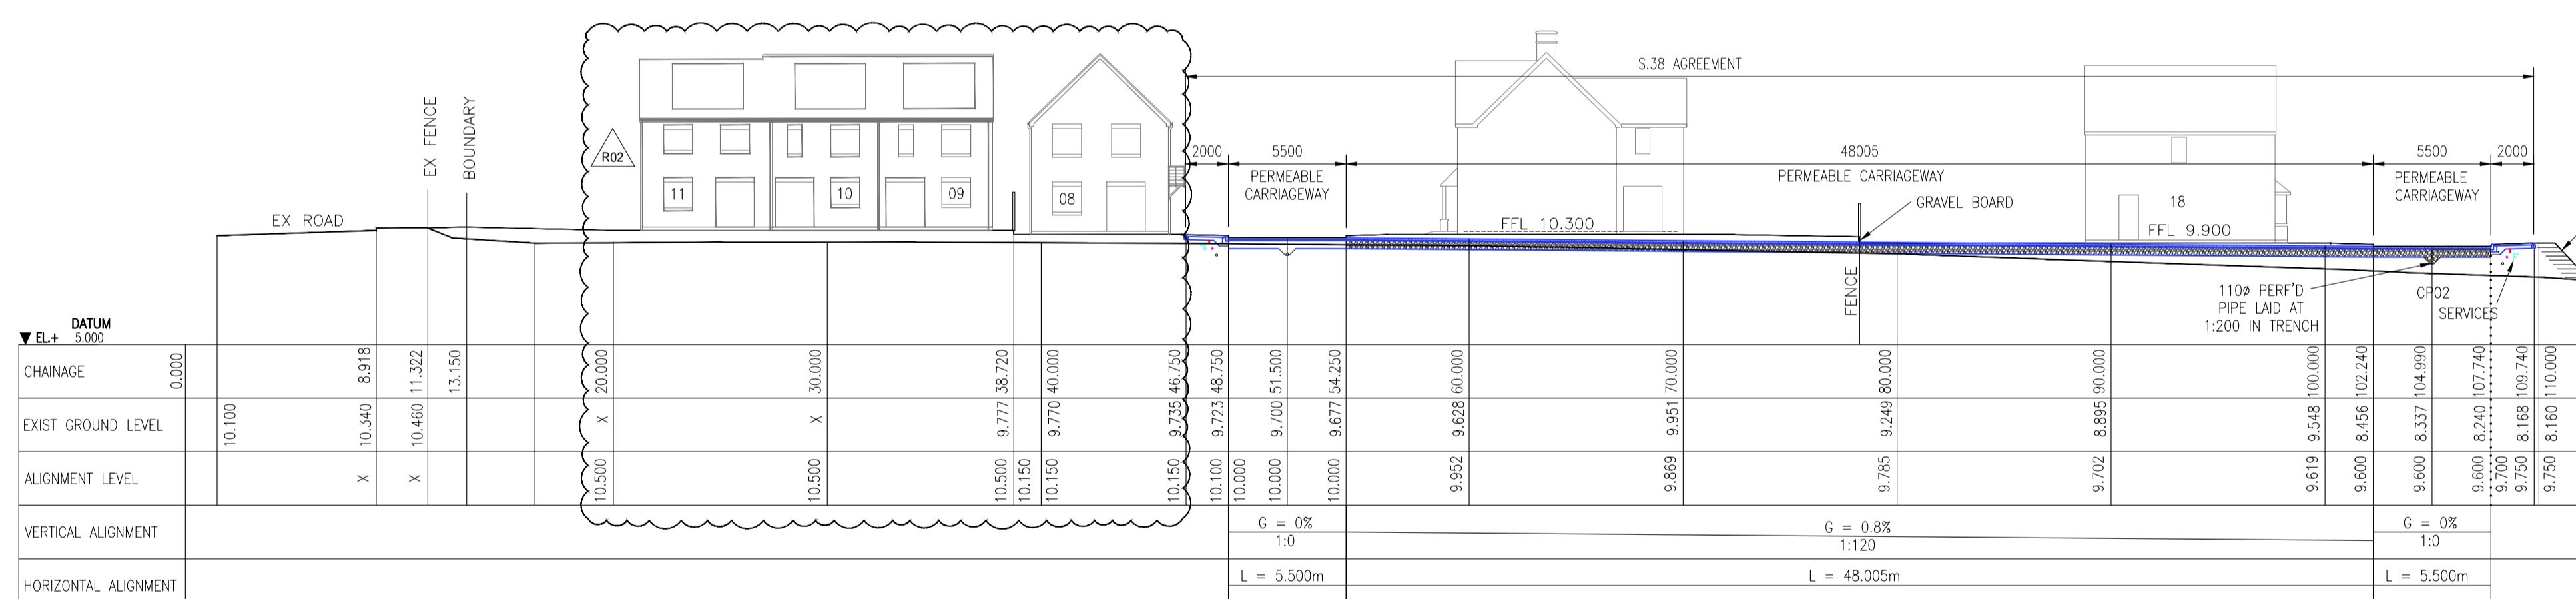 S.38 AGREEMENT
EX FENCE
BOUNDARY
R02
2000
5500
48005
5500
2000
PERMEABLE
CARRIAGEWAY
PERMEABLE CARRIAGEWAY
PERMEABLE
CARRIAGEWAY
11
10
09
08
18
GRAVEL BOARD
EX ROAD
FFL 10.300
FFL 9.900
FENCE
110ø PERF'D
PIPE LAID AT
1:200 IN TRENCH
CP02
SERVICES
DATUM
▼ EL.+ 5.000
CHAINAGE 0.000 8.918 11.322 13.150 20.000 30.000 38.720 40.000 46.750 48.750 51.500 54.250 60.000 70.000 80.000 90.000 100.000 102.240 104.990 107.740 109.740 110.000
EXIST GROUND LEVEL 10.100 10.340 10.460 X X 9.777 9.770 9.735 9.723 9.700 9.677 9.628 9.951 9.249 8.895 9.548 8.456 8.337 8.240 8.168 8.160
ALIGNMENT LEVEL X X 10.500 10.500 10.500 10.150 10.150 10.150 10.100 10.000 10.000 10.000 9.952 9.869 9.785 9.702 9.619 9.600 9.600 9.600 9.700 9.750 9.750
VERTICAL ALIGNMENT
G = 0%
1:0
G = 0.8%
1:120
G = 0%
1:0
HORIZONTAL ALIGNMENT
L = 5.500m
L = 48.005m
L = 5.500m